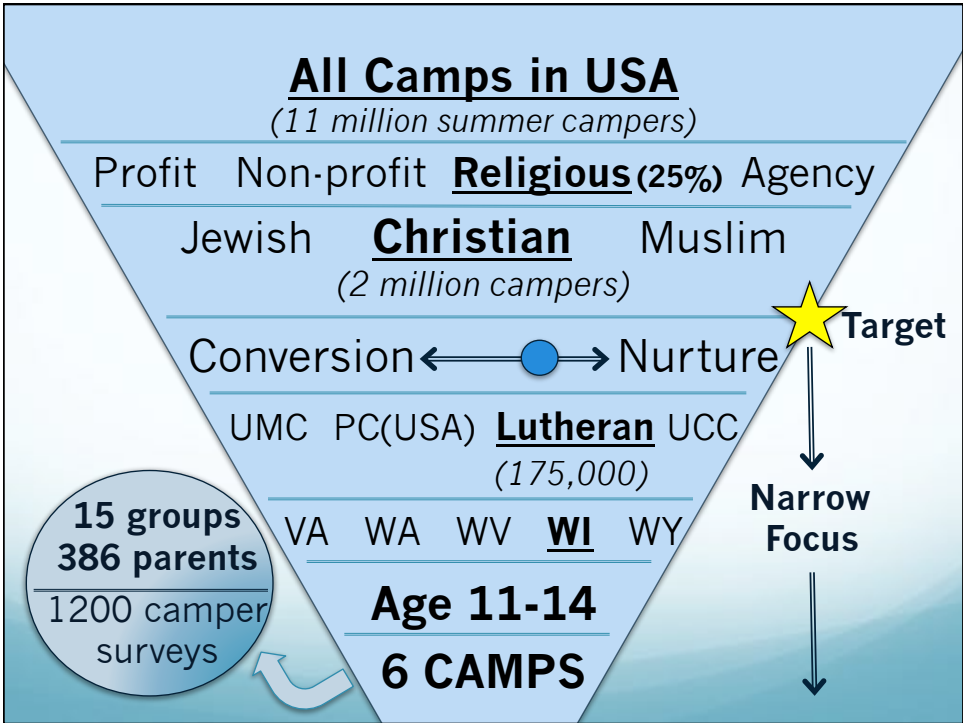 All Camps in USA
(11 million summer campers)
Profit Non-profit Religious (25%) Agency
Jewish Christian Muslim
(2 million campers)
Target
Conversion Nurture
UMC PC(USA) Lutheran UCC
(175,000)
Narrow
Focus
VA WA WV WI WY
Age 11-14
6 CAMPS
15 groups
386 parents
1200 camper
surveys